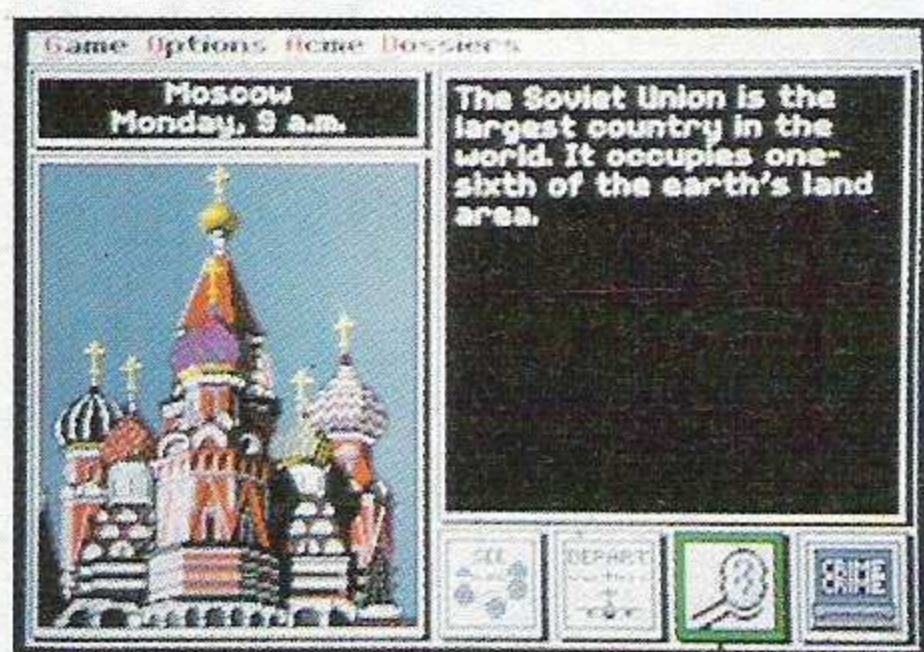 Game Options Acme Dossiers
Moscow
Monday, 9 a.m.
The Soviet Union is the
largest country in the
world. It occupies one-
sixth of the earth's land
area.
SEE
DEPART
CRIME